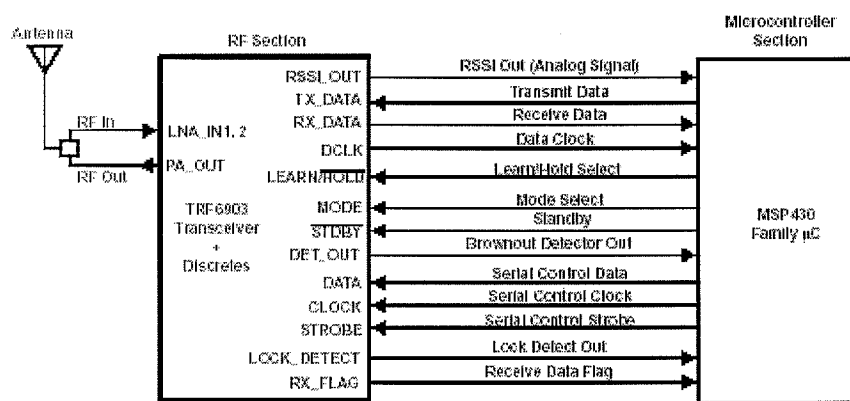 Microcontroller
Section
Antenna
RF Section
RSSI_OUT
RSSI Out (Analog Signal)
TX_DATA
Transmit Data
RX_DATA
Receive Data
RF In
LNA_IN1, 2
DCLK
Data Clock
PA_OUT
RF Out
LEARN/HOLD
Learn/Hold Select
MODE
Mode Select
TRF6903
Transceiver
+
Discretes
STDBY
Standby
MSP430
Family µC
DET_OUT
Brownout Detector Out
DATA
Serial Control Data
CLOCK
Serial Control Clock
STROBE
Serial Control Strobe
LOCK_DETECT
Lock Detect Out
RX_FLAG
Receive Data Flag